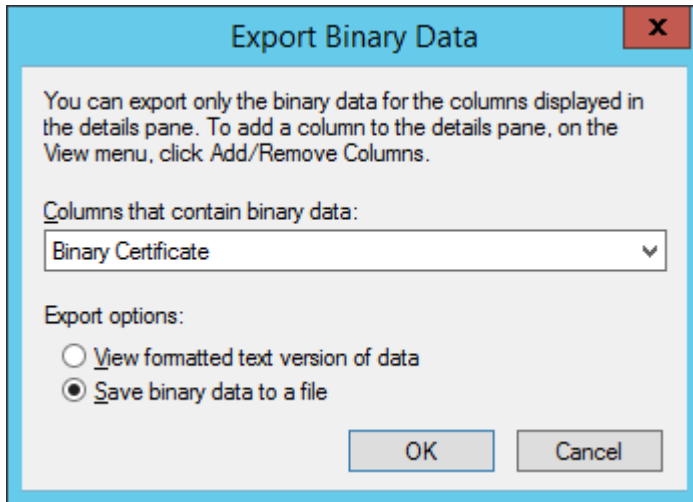 Export Binary Data
x
You can export only the binary data for the columns displayed in
the details pane. To add a column to the details pane, on the
View menu, click Add/Remove Columns.
Columns that contain binary data:
Binary Certificate
Export options:
View formatted text version of data
Save binary data to a file
OK Cancel